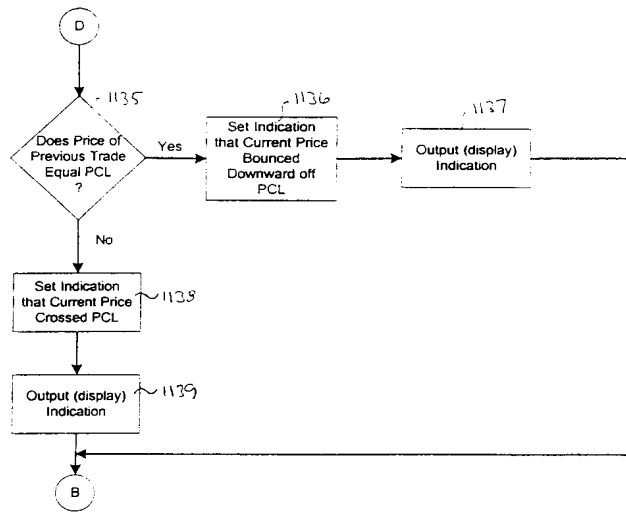 D
1135
Does Price of
Previous Trade
Equal PCL
?
Yes
1136
Set Indication
that Current Price
Bounced
Downward off
PCL
1137
Output (display)
Indication
No
Set Indication
that Current Price
Crossed PCL
1138
Output (display)
Indication
1139
B